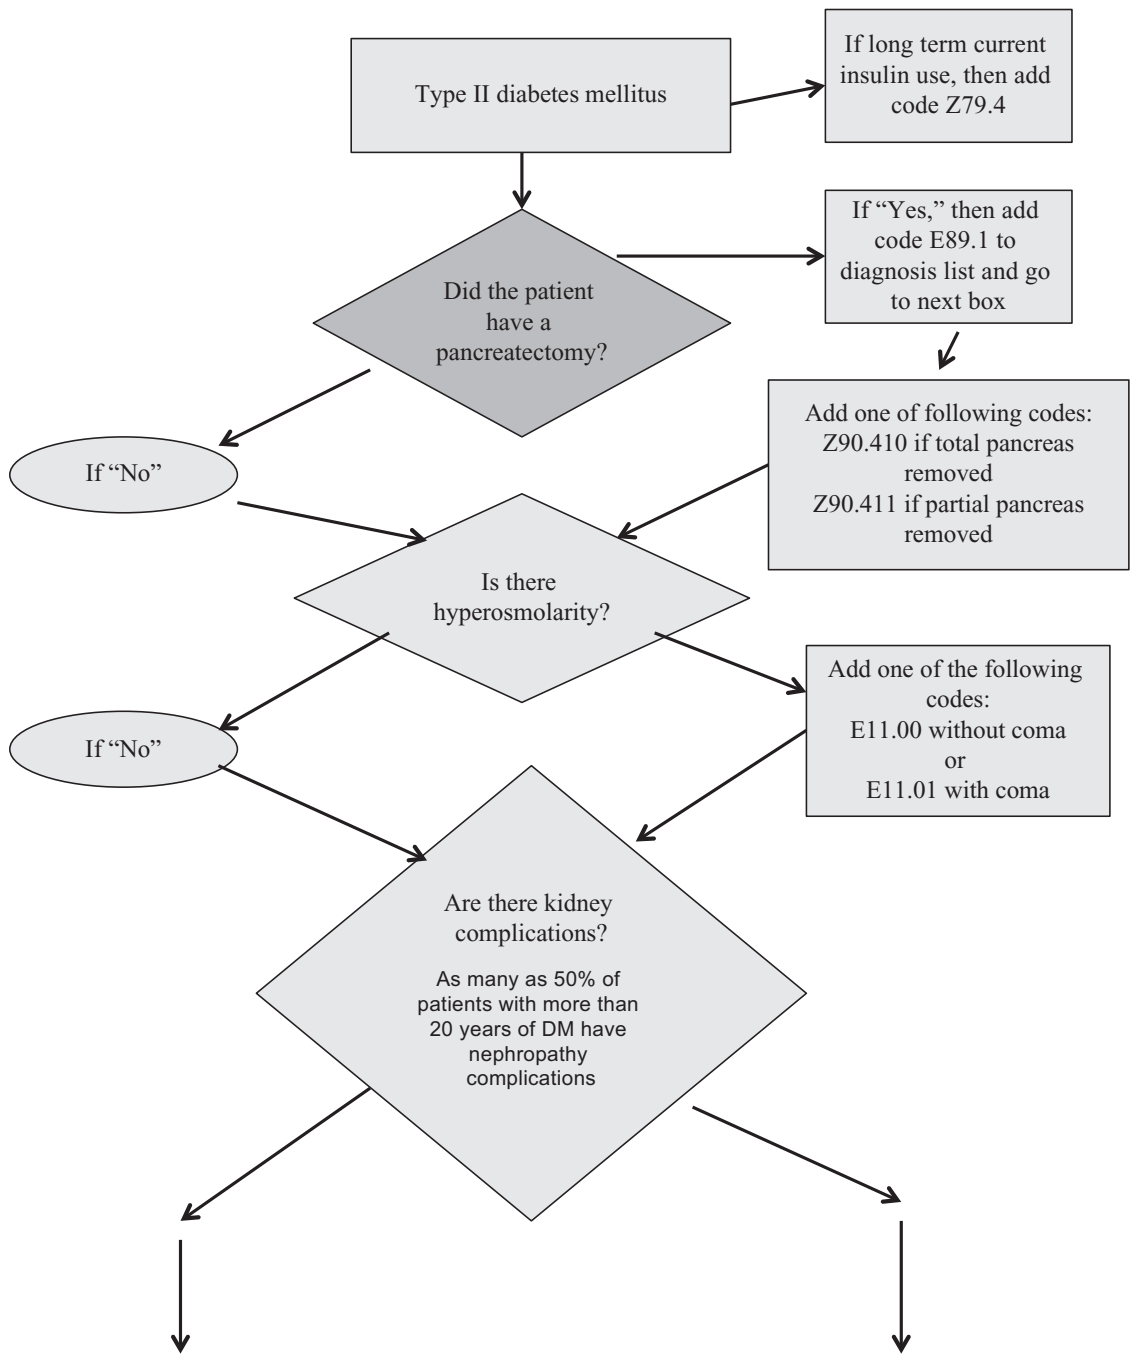 Type II diabetes mellitus
If long term current
insulin use, then add
code Z79.4
Did the patient
have a
pancreatectomy?
If “Yes,” then add
code E89.1 to
diagnosis list and go
to next box
Add one of following codes:
Z90.410 if total pancreas
removed
Z90.411 if partial pancreas
removed
If “No”
Is there
hyperosmolarity?
Add one of the following
codes:
E11.00 without coma
or
E11.01 with coma
If “No”
Are there kidney
complications?
As many as 50% of
patients with more than
20 years of DM have
nephropathy
complications